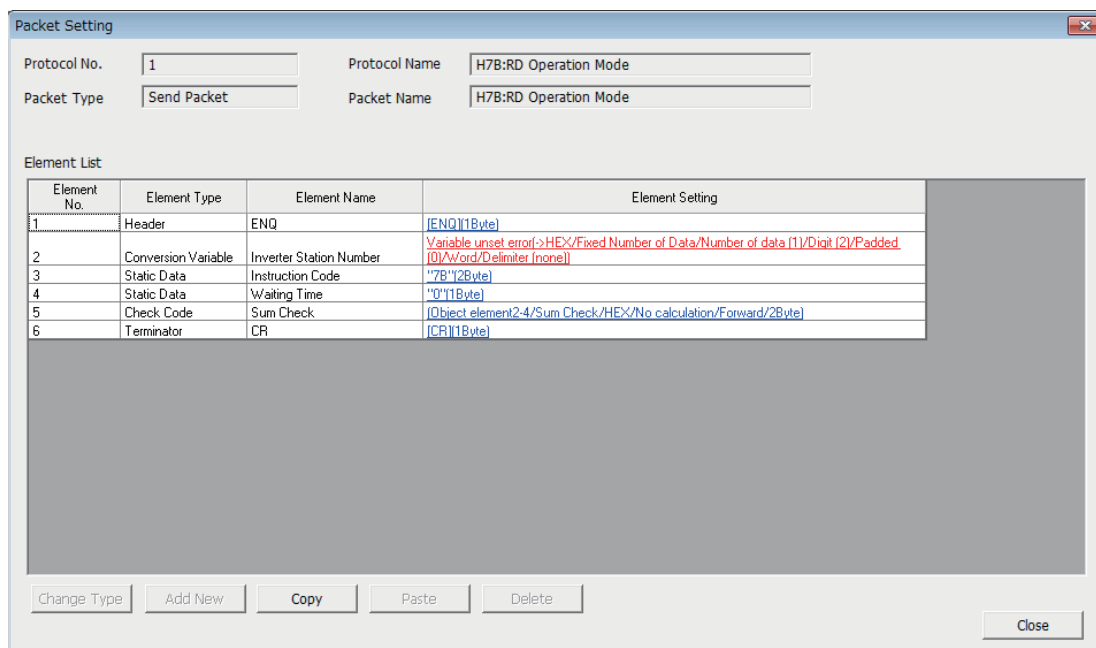 Packet Setting
Protocol No. 1 Protocol Name H7B:RD Operation Mode
Packet Type Send Packet Packet Name H7B:RD Operation Mode
Element List
Element No. Element Type Element Name Element Setting
1 Header ENQ [ENQ](1Byte)
2 Conversion Variable Inverter Station Number Variable unset error(->HEX/Fixed Number of Data/Number of data (1)/Digit (2)/Padded
(0)/Word/Delimiter (none))
3 Static Data Instruction Code "7B"(2Byte)
4 Static Data Waiting Time "0"(1Byte)
5 Check Code Sum Check (Object element2-4/Sum Check/HEX/No calculation/Forward/2Byte)
6 Terminator CR [CR](1Byte)
Change Type Add New Copy Paste Delete
Close